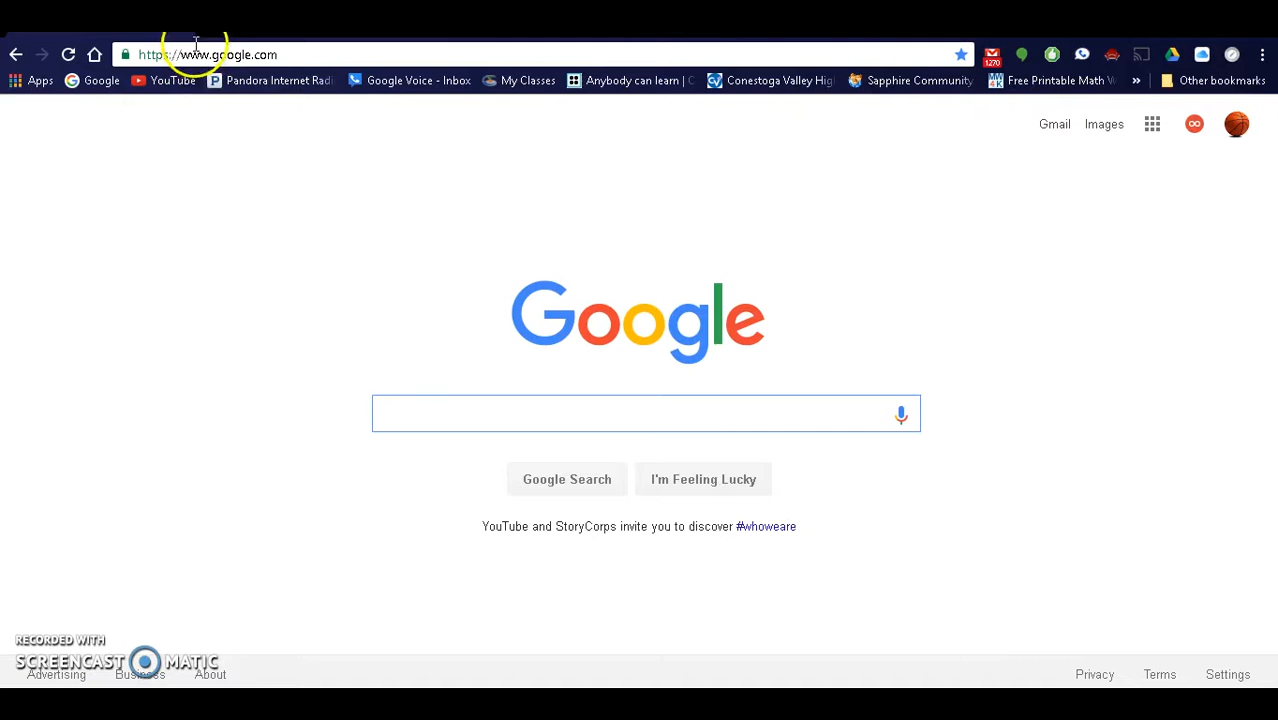 https://www.google.com
1270
Apps Google YouTube Pandora Internet Radi Google Voice - Inbox My Classes Anybody can learn | C Conestoga Valley Hig Sapphire Community Free Printable Math W » Other bookmarks
Gmail Images
Google
Google Search I'm Feeling Lucky
YouTube and StoryCorps invite you to discover #whoweare
RECORDED WITH
SCREENCAST MATIC
Advertising Business About Privacy Terms Settings